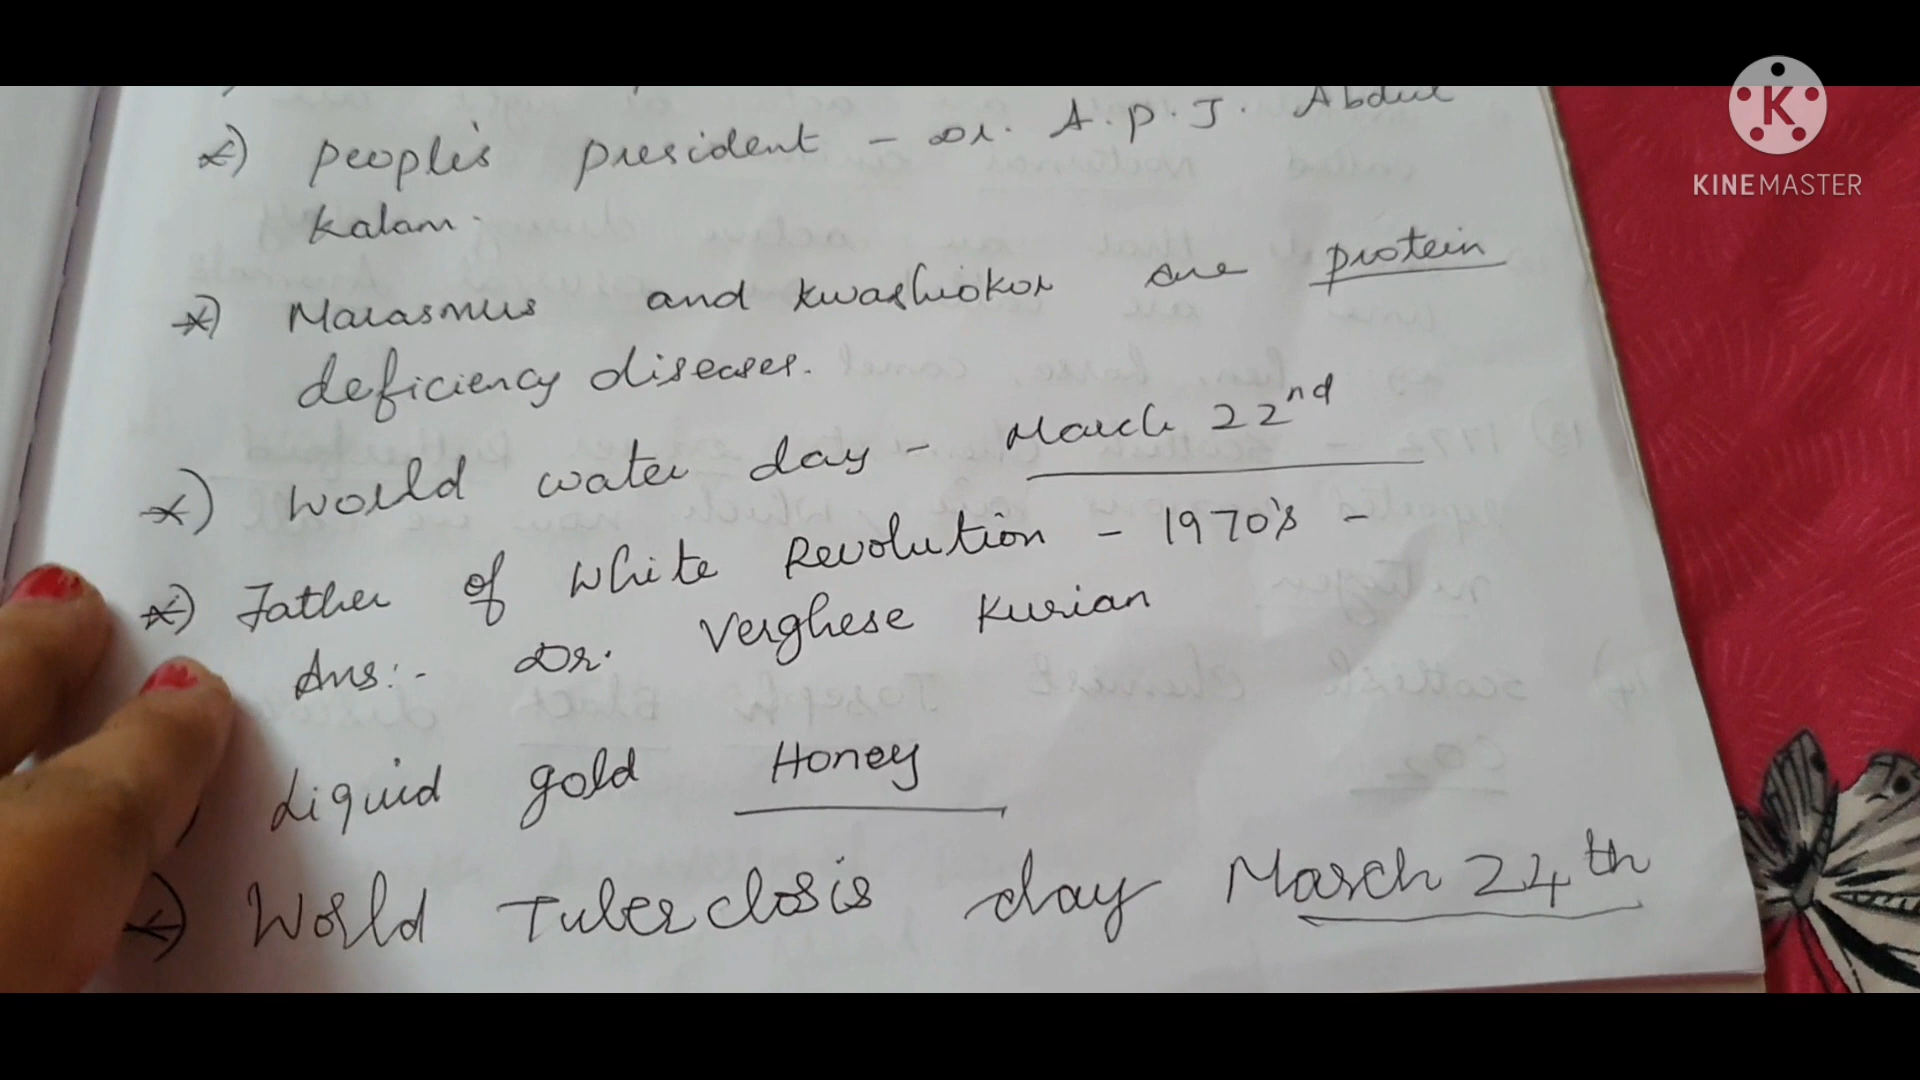 *) people's president - Dr. A.P.J. Abdul
Kalam.
*) Marasmus and kwashiokor are protein
deficiency diseases.
*) World water day - March 22nd
*) Father of White Revolution - 1970's -
Ans:- Dr. Verghese Kurian
Liquid gold Honey
*) World Tuberclosis day March 24th
KINEMASTER